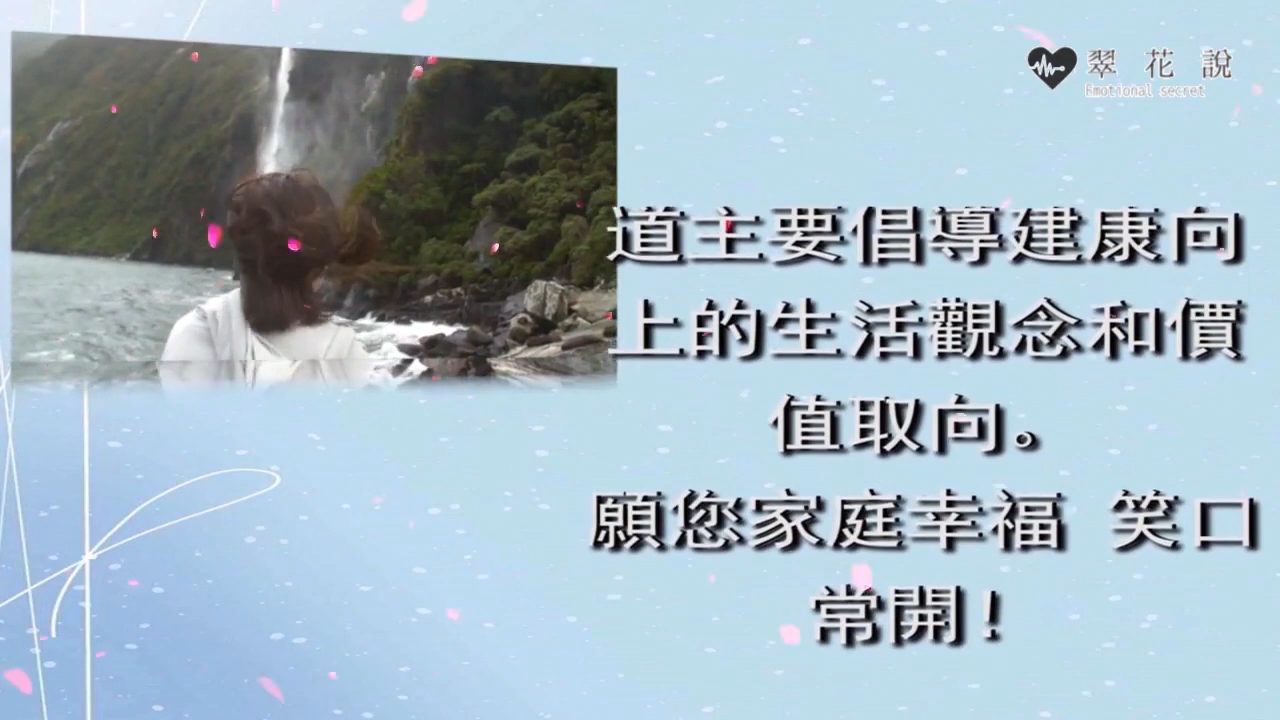 翠花說
Emotional secret
道主要倡導建康向
上的生活觀念和價
值取向。
願您家庭幸福 笑口
常開！